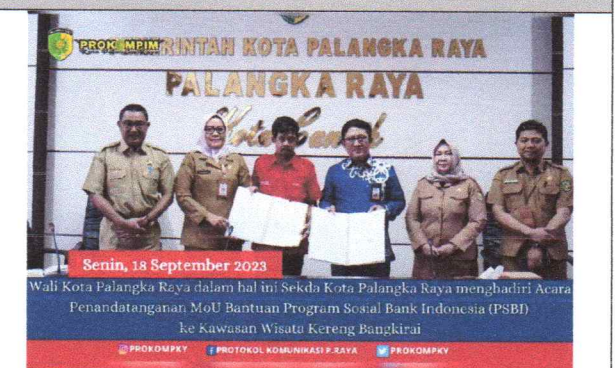 PROKOMPIM
RINTAH KOTA PALANGKA RAYA
PALANGKA RAYA
Kota Cantik
Senin, 18 September 2023
Wali Kota Palangka Raya dalam hal ini Sekda Kota Palangka Raya menghadiri Acara
Penandatanganan MoU Bantuan Program Sosial Bank Indonesia (PSBI)
ke Kawasan Wisata Kereng Bangkirai
PROKOMPKY PROTOKOL KOMUNIKASI P.RAYA PROKOMPKY